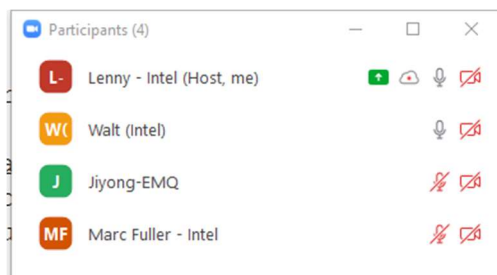 Participants (4)
L- Lenny - Intel (Host, me)
W( Walt (Intel)
J Jiyong-EMQ
MF Marc Fuller - Intel